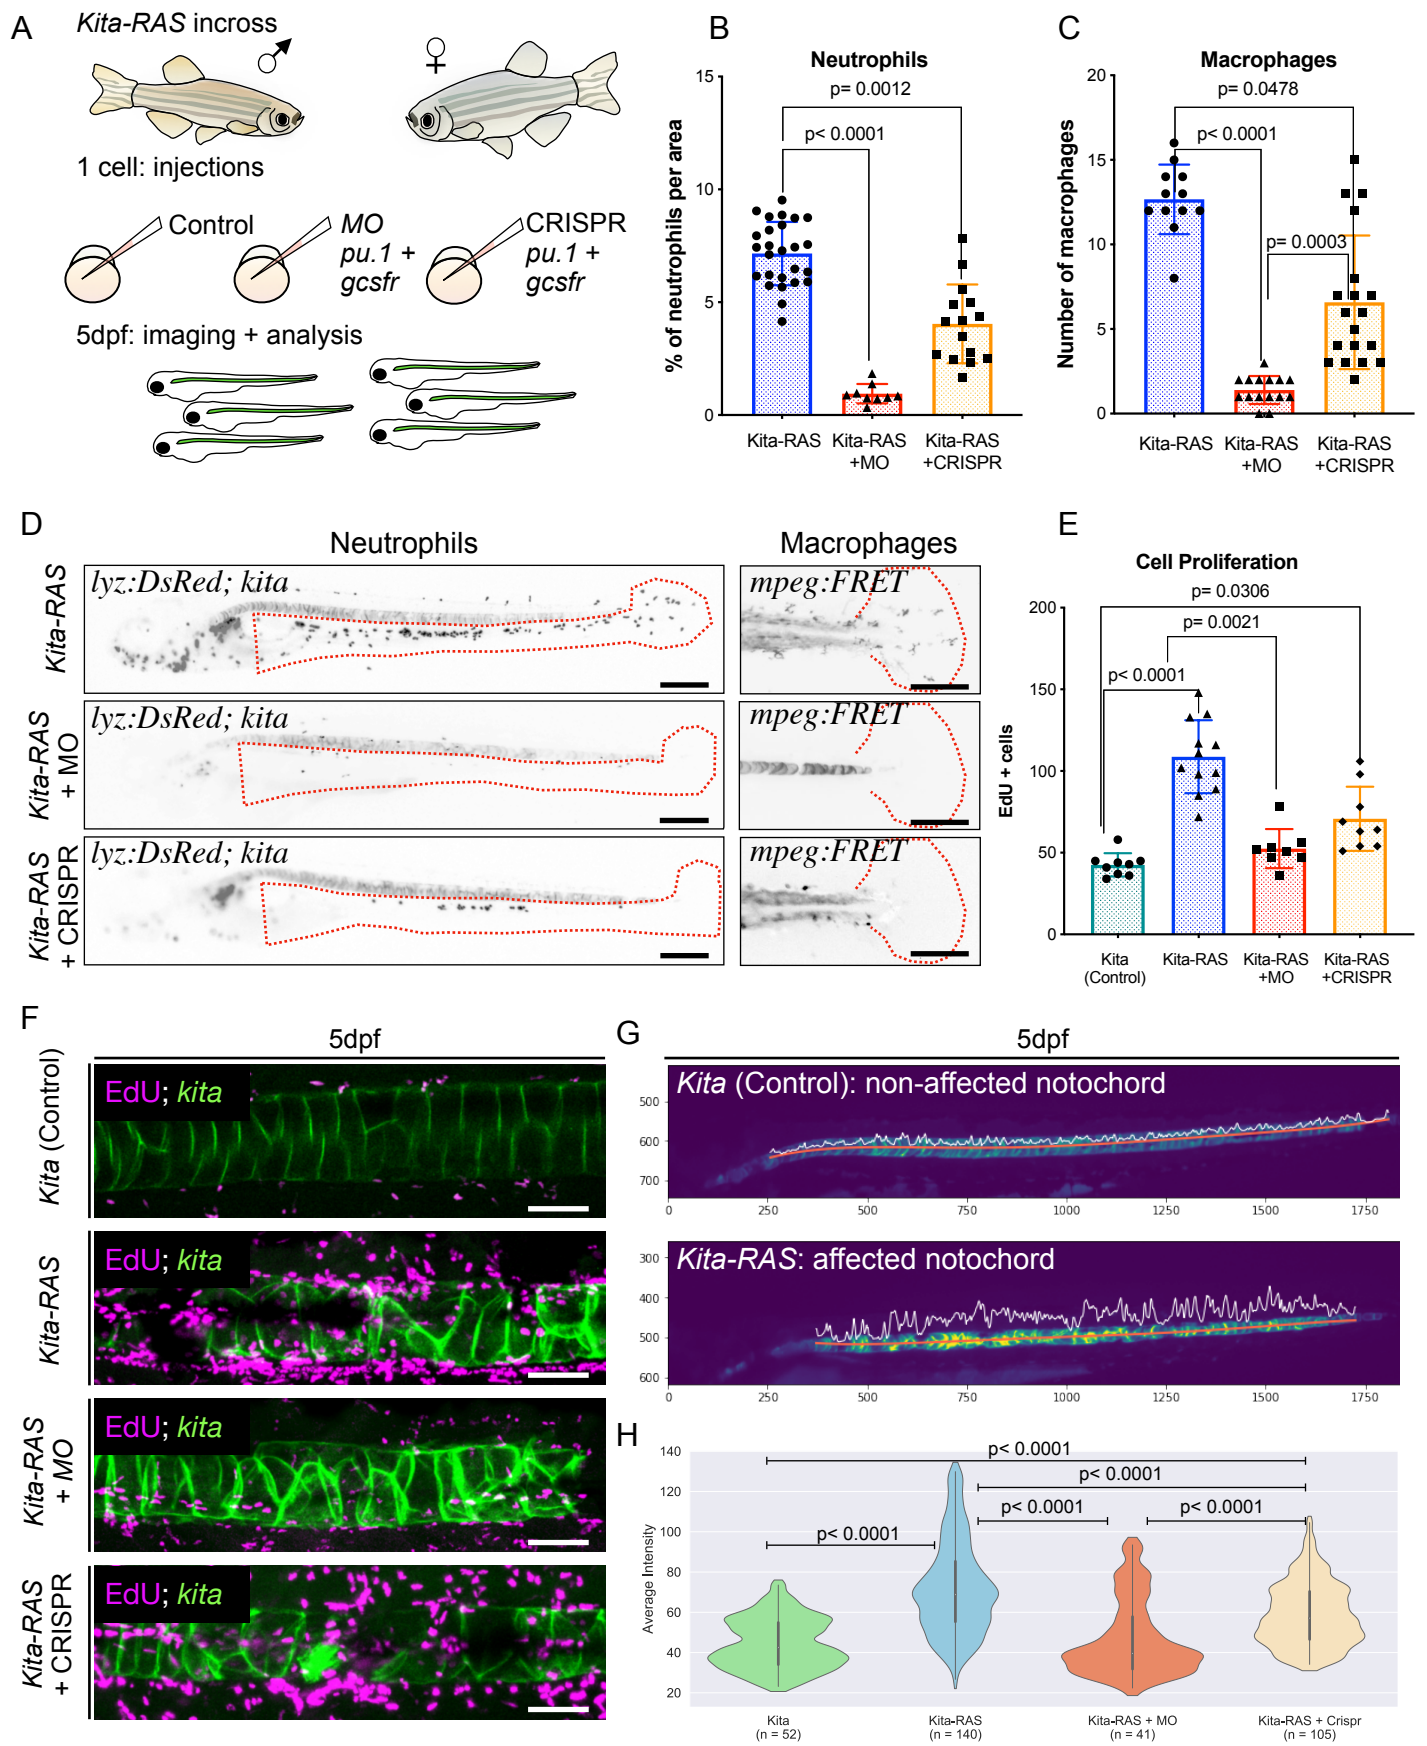 A
Kita-RAS incross
1 cell: injections
Control
MO
pu.1 +
gcsfr
CRISPR
pu.1 +
gcsfr
5dpf: imaging + analysis
B
Neutrophils
p= 0.0012
p< 0.0001
% of neutrophils per area
15
10
5
0
Kita-RAS
Kita-RAS
+MO
Kita-RAS
+CRISPR
C
Macrophages
p= 0.0478
p< 0.0001
p= 0.0003
Number of macrophages
20
15
10
5
0
Kita-RAS
Kita-RAS
+MO
Kita-RAS
+CRISPR
D
Neutrophils
Macrophages
Kita-RAS
lyz:DsRed; kita
mpeg:FRET
Kita-RAS
+ MO
lyz:DsRed; kita
mpeg:FRET
Kita-RAS
+ CRISPR
lyz:DsRed; kita
mpeg:FRET
E
Cell Proliferation
p= 0.0306
p= 0.0021
p< 0.0001
EdU + cells
200
150
100
50
0
Kita
(Control)
Kita-RAS
Kita-RAS
+MO
Kita-RAS
+CRISPR
F
5dpf
Kita (Control)
EdU; kita
Kita-RAS
EdU; kita
Kita-RAS
+ MO
EdU; kita
Kita-RAS
+ CRISPR
EdU; kita
G
5dpf
Kita (Control): non-affected notochord
500
600
700
0 250 500 750 1000 1250 1500 1750
Kita-RAS: affected notochord
300
400
500
600
0 250 500 750 1000 1250 1500 1750
H
p< 0.0001
p< 0.0001
p< 0.0001
p< 0.0001
p< 0.0001
Average Intensity
140
120
100
80
60
40
20
Kita
(n = 52)
Kita-RAS
(n = 140)
Kita-RAS + MO
(n = 41)
Kita-RAS + Crispr
(n = 105)